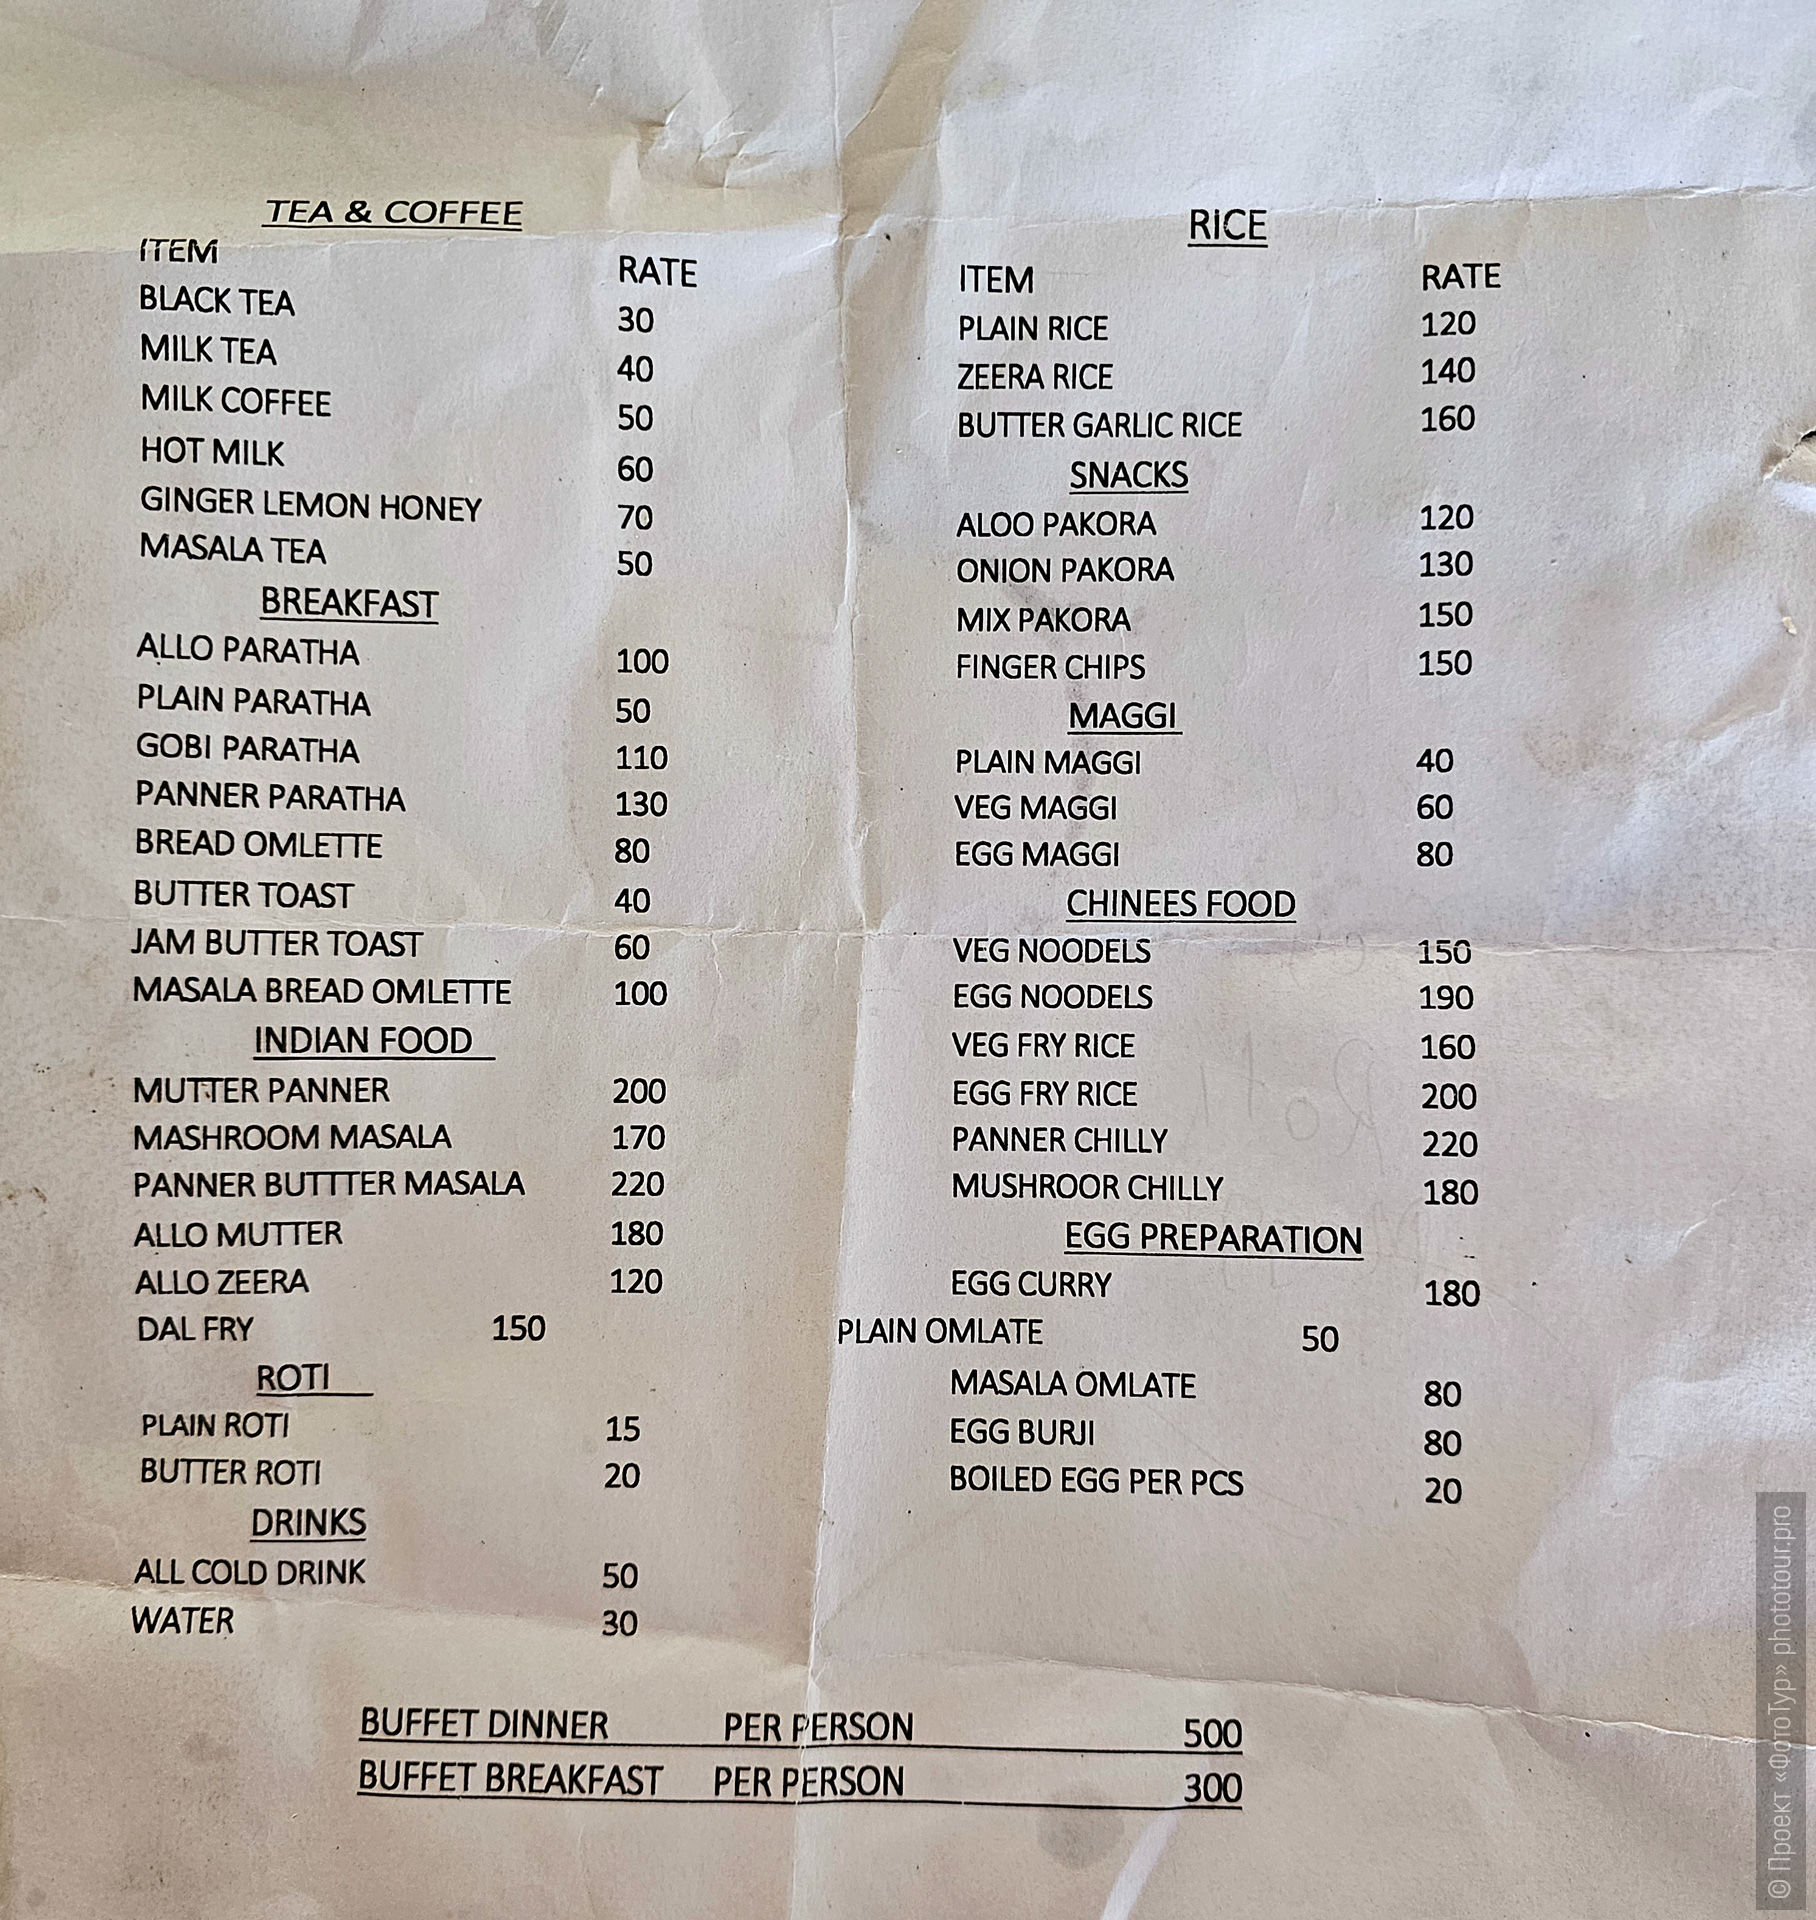 TEA & COFFEE
ITEM RATE
BLACK TEA 30
MILK TEA 40
MILK COFFEE 50
HOT MILK 60
GINGER LEMON HONEY 70
MASALA TEA 50
BREAKFAST
ALLO PARATHA 100
PLAIN PARATHA 50
GOBI PARATHA 110
PANNER PARATHA 130
BREAD OMLETTE 80
BUTTER TOAST 40
JAM BUTTER TOAST 60
MASALA BREAD OMLETTE 100
INDIAN FOOD
MUTTER PANNER 200
MASHROOM MASALA 170
PANNER BUTTTER MASALA 220
ALLO MUTTER 180
ALLO ZEERA 120
DAL FRY 150
ROTI
PLAIN ROTI 15
BUTTER ROTI 20
DRINKS
ALL COLD DRINK 50
WATER 30
RICE
ITEM RATE
PLAIN RICE 120
ZEERA RICE 140
BUTTER GARLIC RICE 160
SNACKS
ALOO PAKORA 120
ONION PAKORA 130
MIX PAKORA 150
FINGER CHIPS 150
MAGGI
PLAIN MAGGI 40
VEG MAGGI 60
EGG MAGGI 80
CHINEES FOOD
VEG NOODELS 150
EGG NOODELS 190
VEG FRY RICE 160
EGG FRY RICE 200
PANNER CHILLY 220
MUSHROOR CHILLY 180
EGG PREPARATION
EGG CURRY 180
PLAIN OMLATE 50
MASALA OMLATE 80
EGG BURJI 80
BOILED EGG PER PCS 20
BUFFET DINNER PER PERSON 500
BUFFET BREAKFAST PER PERSON 300
© Проект «ФотоТур» phototour.pro